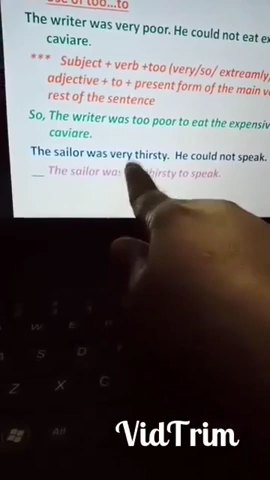 Use of too...to
The writer was very poor. He could not eat
caviare.
*** Subject + verb +too (very/so/ extreamly,
adjective + to + present form of the main
rest of the sentence
So, The writer was too poor to eat the expensiv
caviare.
The sailor was very thirsty. He could not speak.
__ The sailor was thirsty to speak.
W E
S D
Z X C
Alt
VidTrim